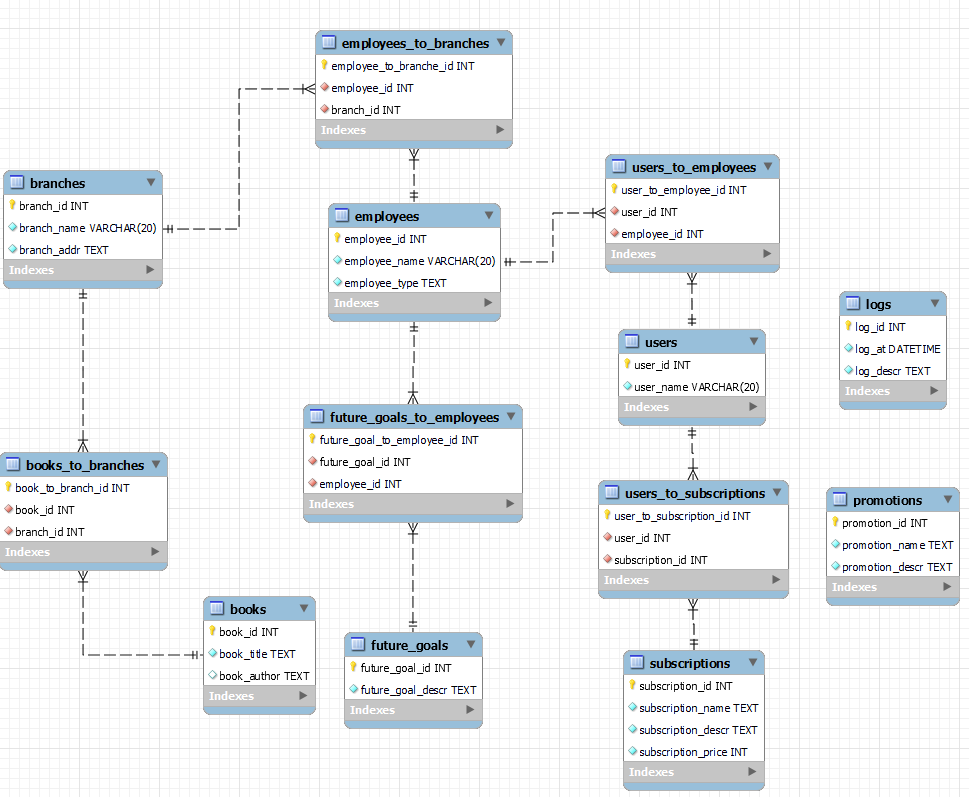 employees_to_branches
employee_to_branche_id INT
employee_id INT
branch_id INT
Indexes
branches
branch_id INT
branch_name VARCHAR(20)
branch_addr TEXT
Indexes
employees
employee_id INT
employee_name VARCHAR(20)
employee_type TEXT
Indexes
users_to_employees
user_to_employee_id INT
user_id INT
employee_id INT
Indexes
logs
log_id INT
log_at DATETIME
log_descr TEXT
Indexes
users
user_id INT
user_name VARCHAR(20)
Indexes
future_goals_to_employees
future_goal_to_employee_id INT
future_goal_id INT
employee_id INT
Indexes
books_to_branches
book_to_branch_id INT
book_id INT
branch_id INT
Indexes
users_to_subscriptions
user_to_subscription_id INT
user_id INT
subscription_id INT
Indexes
promotions
promotion_id INT
promotion_name TEXT
promotion_descr TEXT
Indexes
books
book_id INT
book_title TEXT
book_author TEXT
Indexes
future_goals
future_goal_id INT
future_goal_descr TEXT
Indexes
subscriptions
subscription_id INT
subscription_name TEXT
subscription_descr TEXT
subscription_price INT
Indexes